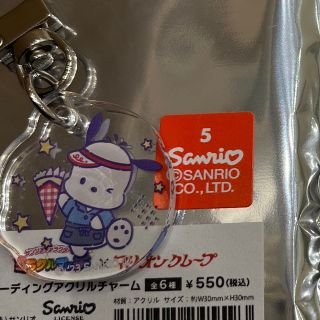 5
Sanrio
©SANRIO
CO., LTD.
マリオンクレープ
ーディングアクリルチャーム 全6種 ¥550(税込)
材質:アクリル サイズ:約W30mm×H30mm
Sanrio
LICENSE